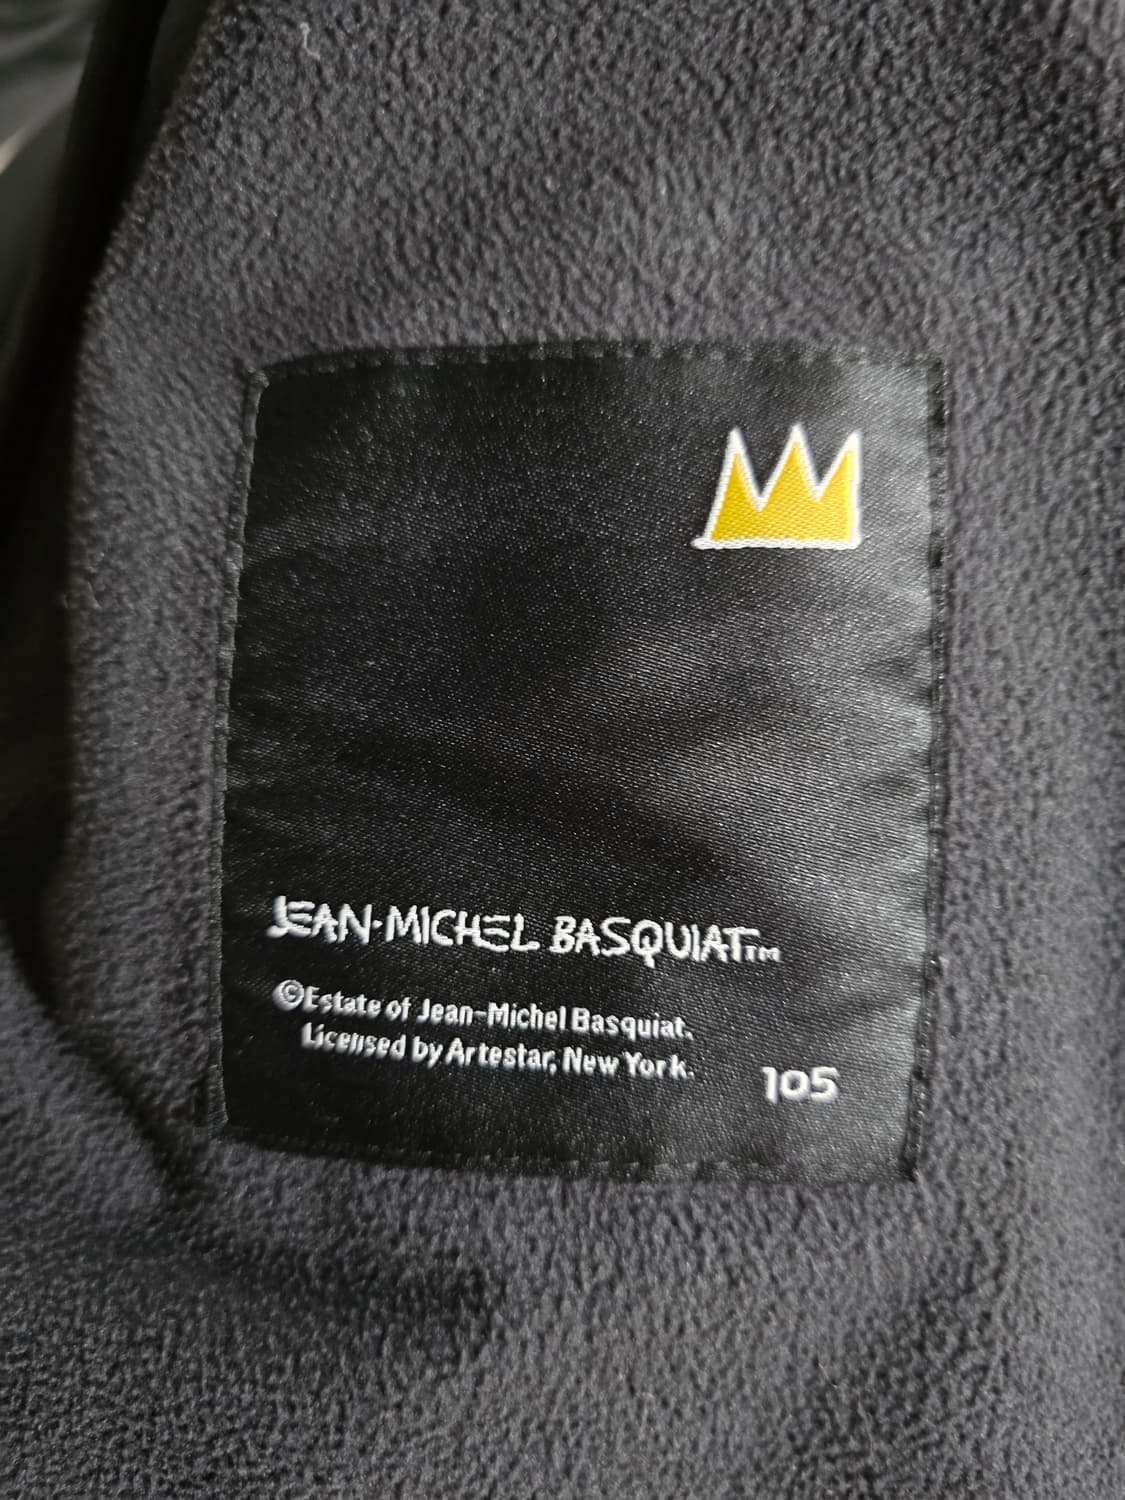 JEAN-MICHEL BASQUIAT™
©Estate of Jean-Michel Basquiat.
Licensed by Artestar, New York.
105